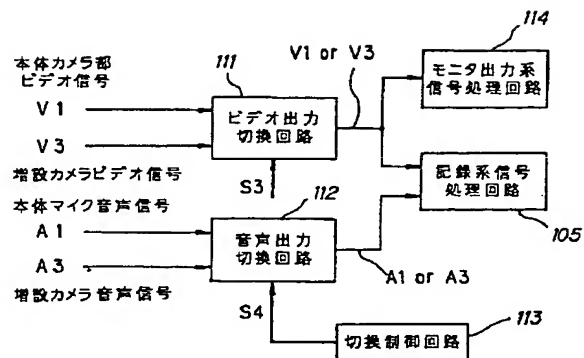 本体カメラ部
ビデオ信号
V1
V3
増設カメラビデオ信号
111
ビデオ出力
切換回路
S3
V1 or V3
114
モニタ出力系
信号処理回路
記録系信号
処理回路
105
本体マイク音声信号
A1
A3
増設カメラ音声信号
112
音声出力
切換回路
S4
A1 or A3
切換制御回路
113